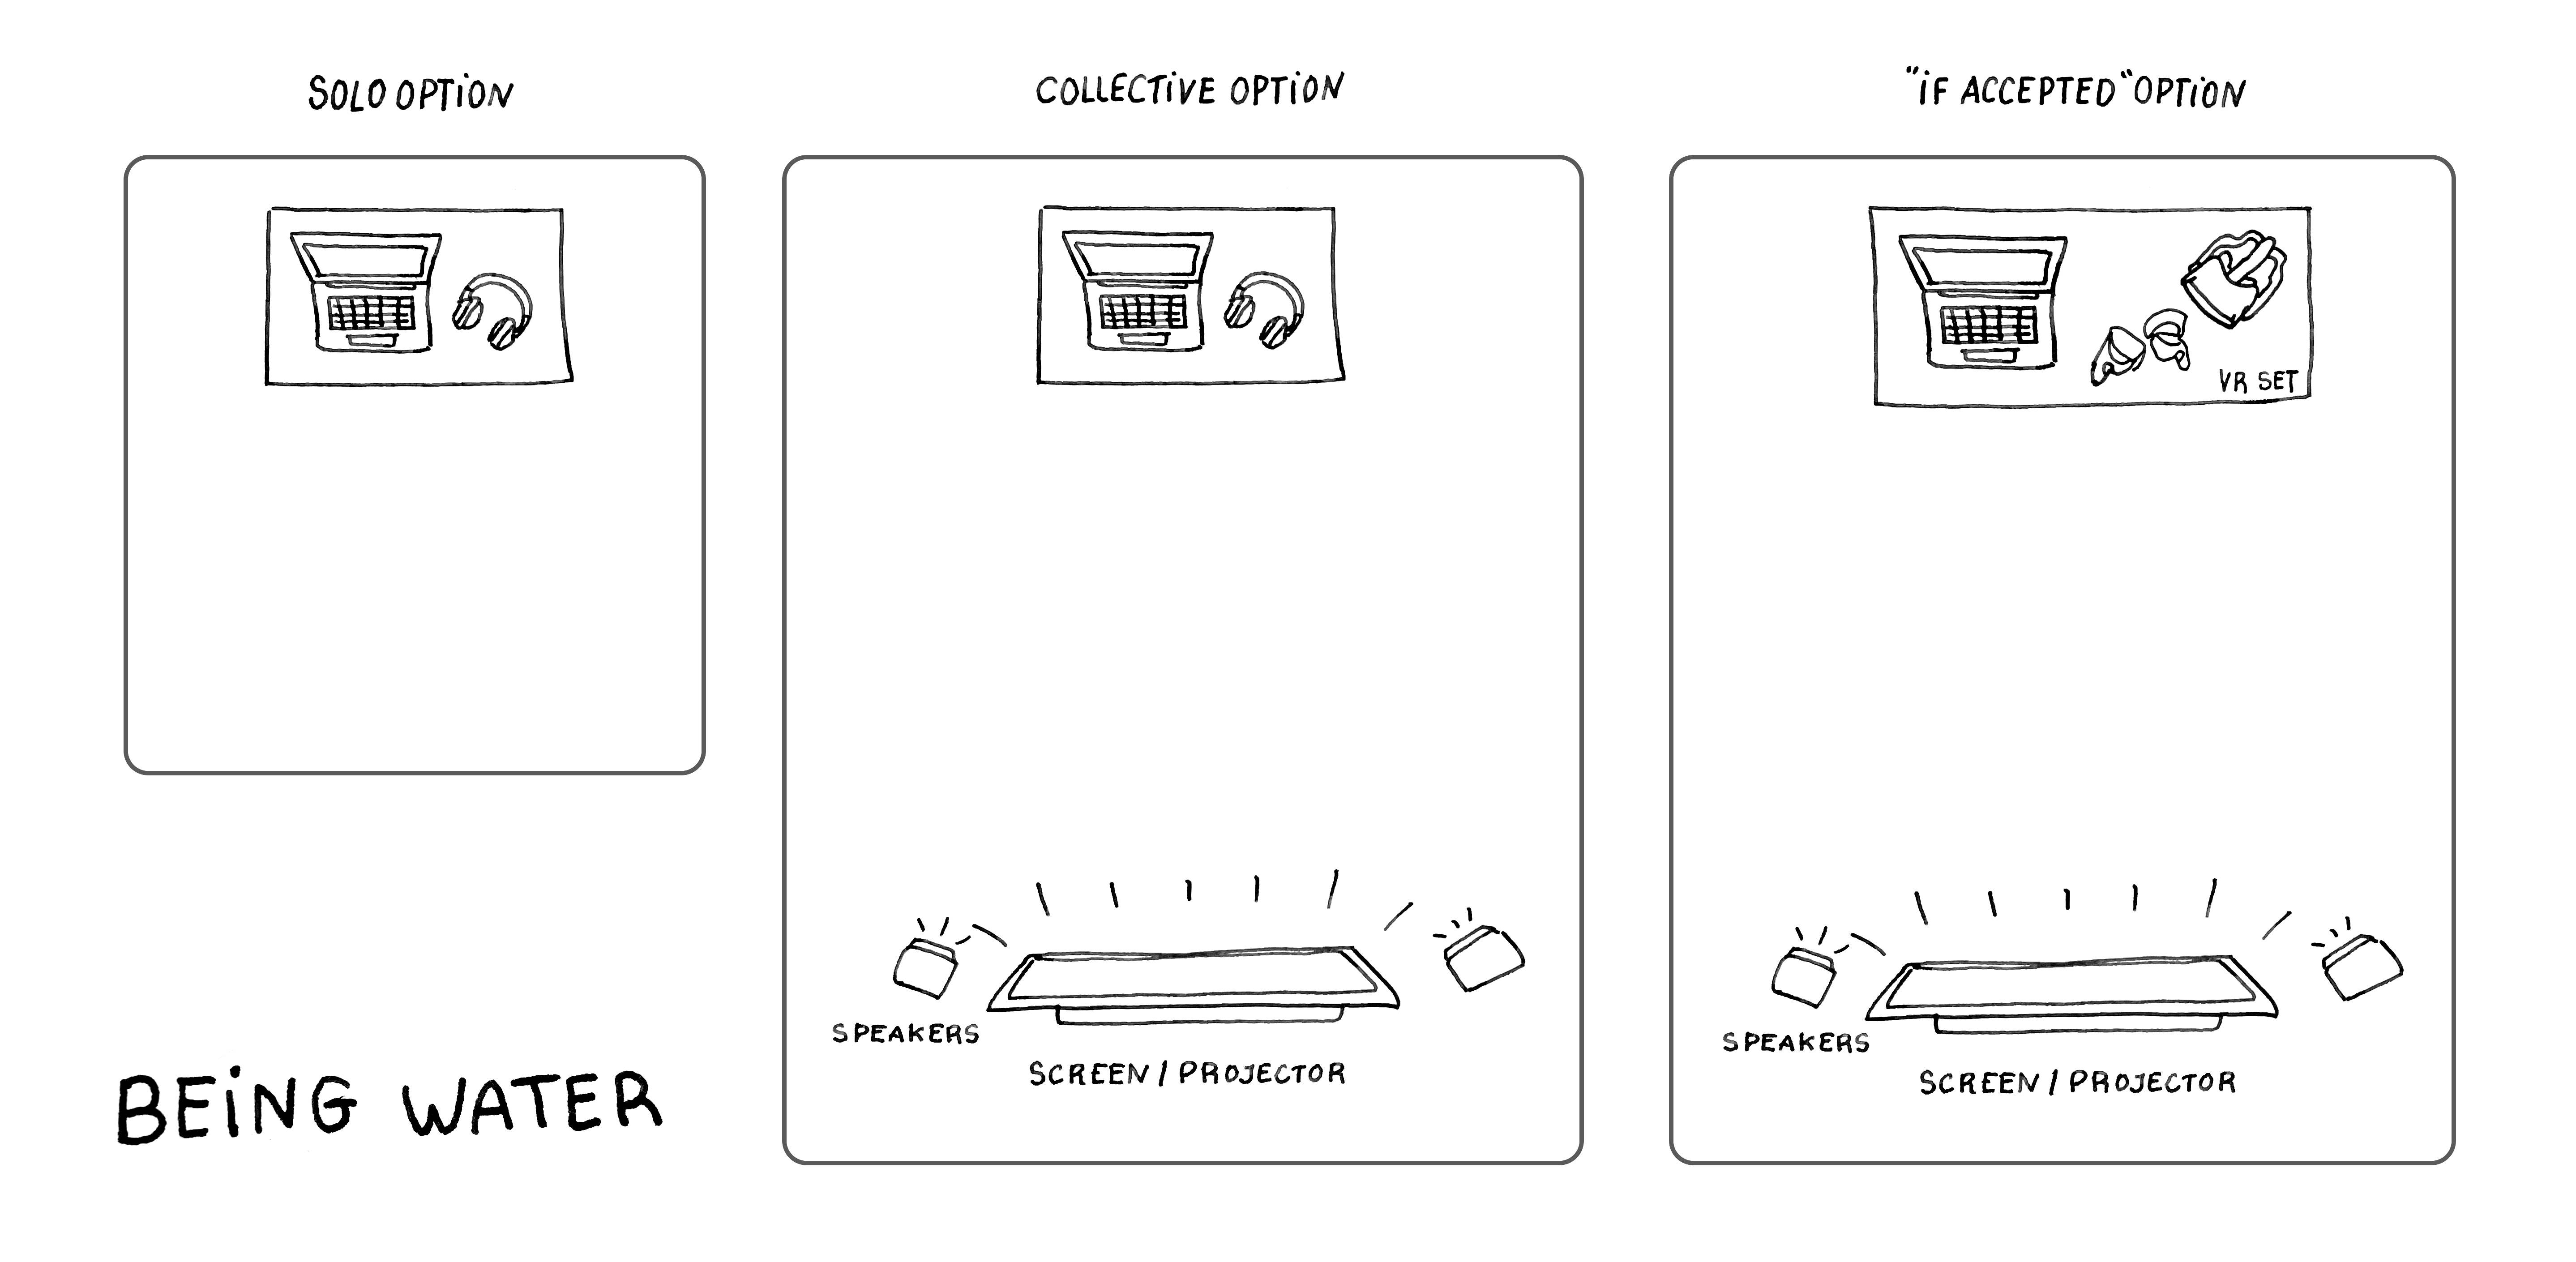 SOLO OPTiON
COLLECTiVE OPTiON
"iF ACCEPTED" OPTiON
VR SET
SPEAKERS
SCREEN / PROJECTOR
SPEAKERS
SCREEN / PROJECTOR
BEiNG WATER